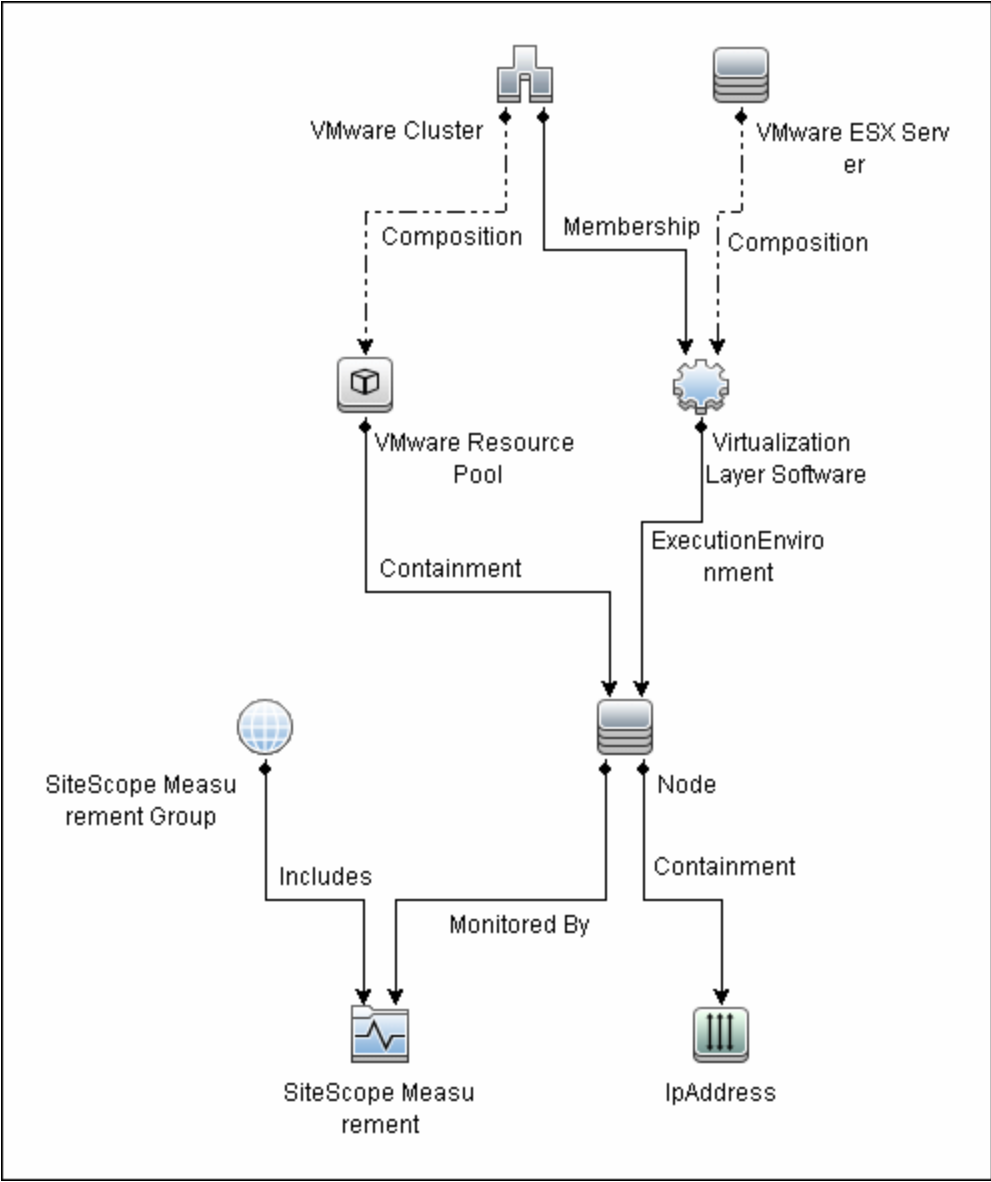 VMware Cluster
VMware ESX Serv
er
Membership
Composition
Composition
VMware Resource
Pool
Virtualization
Layer Software
ExecutionEnviro
nment
Containment
SiteScope Measu
rement Group
Node
Containment
Includes
Monitored By
SiteScope Measu
rement
IpAddress